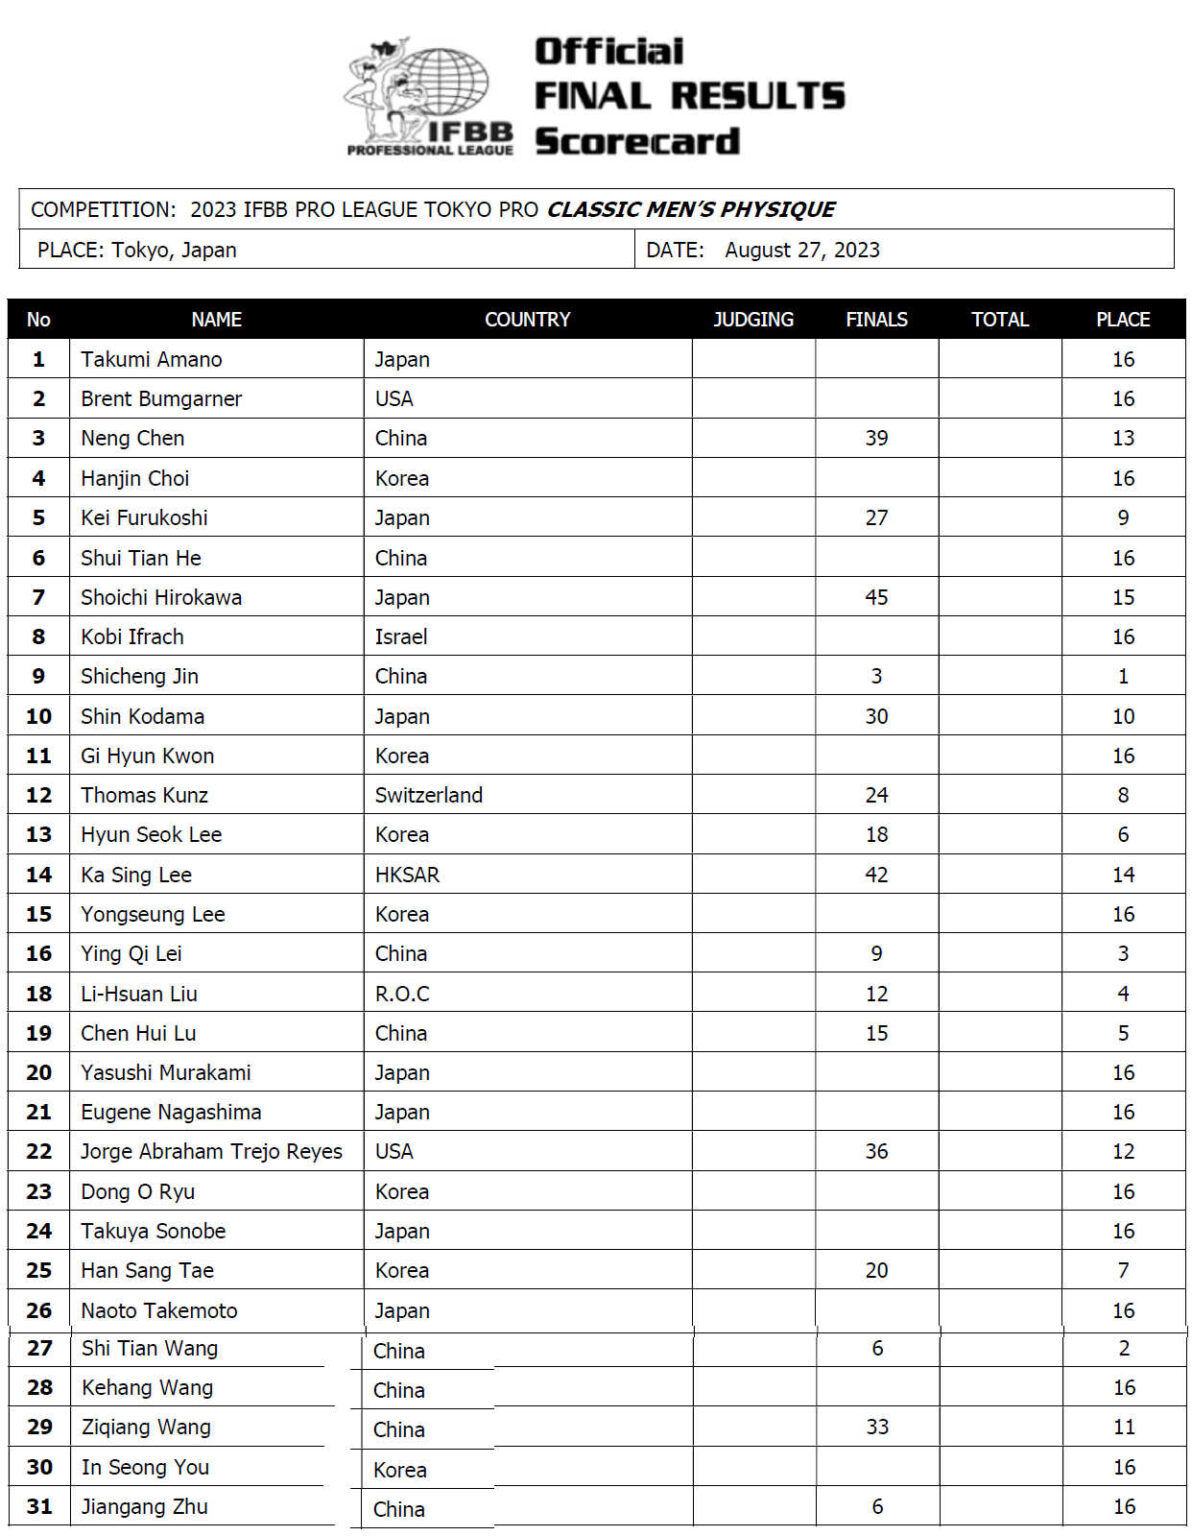 Official
FINAL RESULTS
Scorecard
IFBB
PROFESSIONAL LEAGUE
COMPETITION: 2023 IFBB PRO LEAGUE TOKYO PRO CLASSIC MEN'S PHYSIQUE
PLACE: Tokyo, Japan DATE: August 27, 2023
No NAME COUNTRY JUDGING FINALS TOTAL PLACE
1 Takumi Amano Japan 16
2 Brent Bumgarner USA 16
3 Neng Chen China 39 13
4 Hanjin Choi Korea 16
5 Kei Furukoshi Japan 27 9
6 Shui Tian He China 16
7 Shoichi Hirokawa Japan 45 15
8 Kobi Ifrach Israel 16
9 Shicheng Jin China 3 1
10 Shin Kodama Japan 30 10
11 Gi Hyun Kwon Korea 16
12 Thomas Kunz Switzerland 24 8
13 Hyun Seok Lee Korea 18 6
14 Ka Sing Lee HKSAR 42 14
15 Yongseung Lee Korea 16
16 Ying Qi Lei China 9 3
18 Li-Hsuan Liu R.O.C 12 4
19 Chen Hui Lu China 15 5
20 Yasushi Murakami Japan 16
21 Eugene Nagashima Japan 16
22 Jorge Abraham Trejo Reyes USA 36 12
23 Dong O Ryu Korea 16
24 Takuya Sonobe Japan 16
25 Han Sang Tae Korea 20 7
26 Naoto Takemoto Japan 16
27 Shi Tian Wang China 6 2
28 Kehang Wang China 16
29 Ziqiang Wang China 33 11
30 In Seong You Korea 16
31 Jiangang Zhu China 6 16